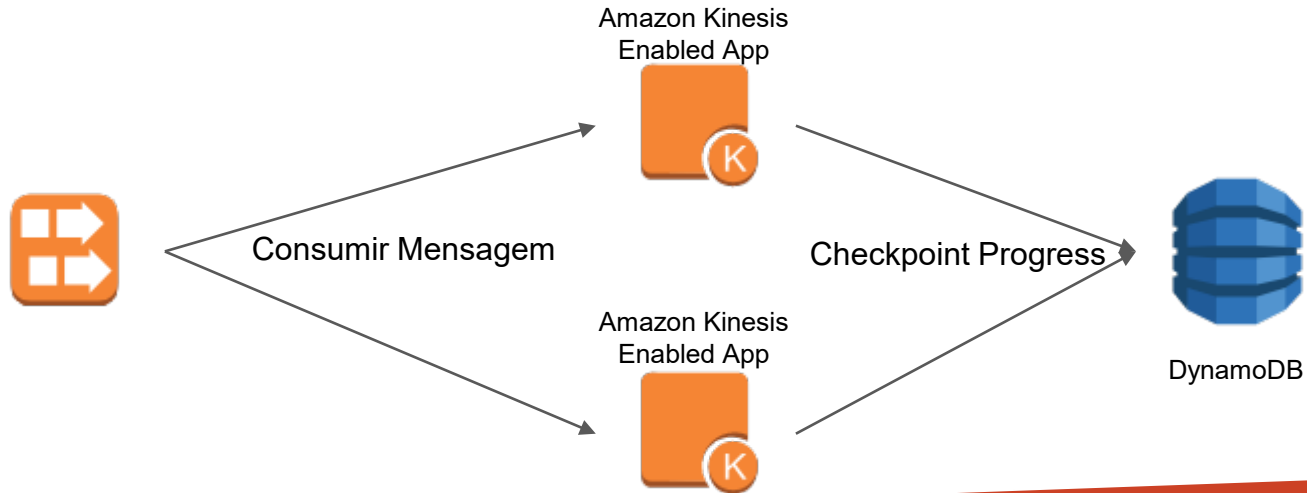 Amazon Kinesis
Enabled App
K
Consumir Mensagem
Checkpoint Progress
Amazon Kinesis
Enabled App
K
DynamoDB